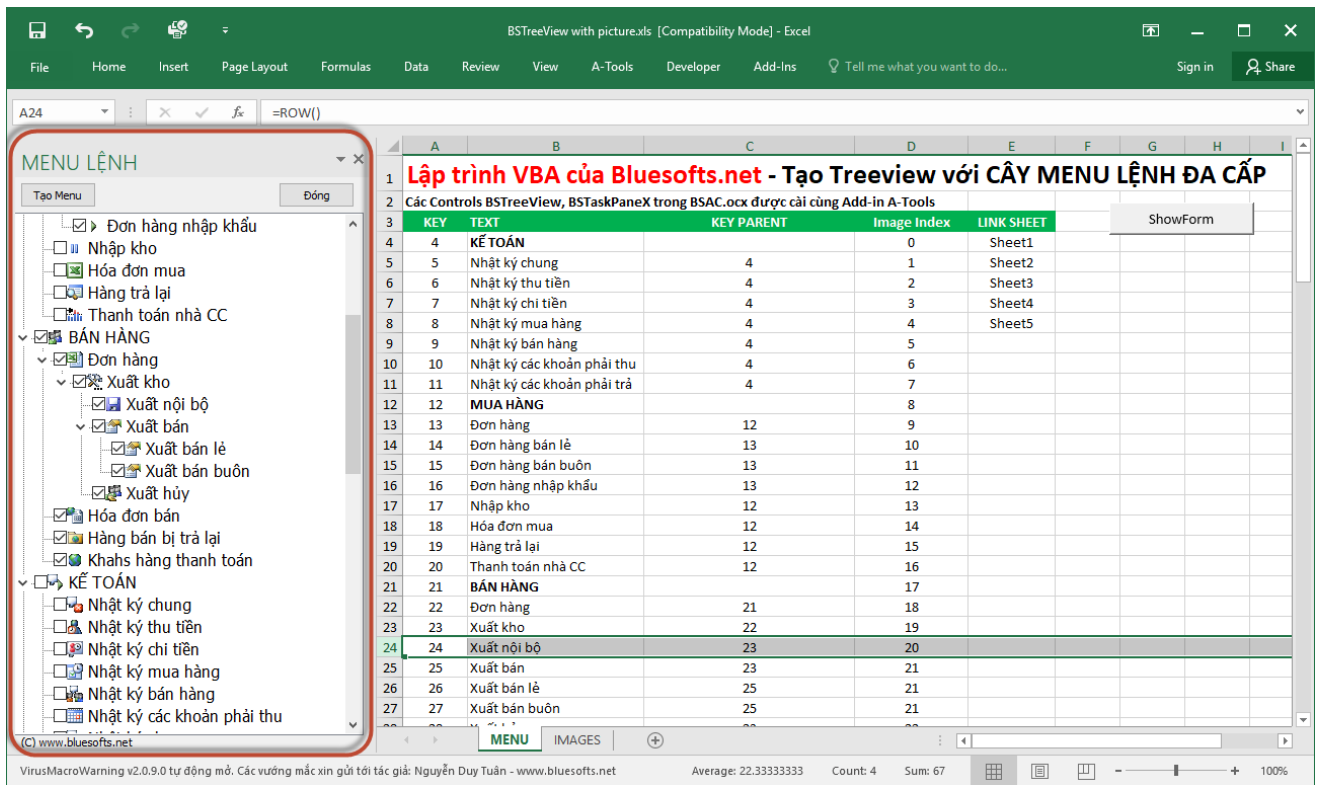 BSTreeView with picture.xls [Compatibility Mode] - Excel
File Home Insert Page Layout Formulas Data Review View A-Tools Developer Add-Ins Tell me what you want to do... Sign in Share
A24 fx =ROW()
MENU LỆNH
Tạo Menu Đóng
Đơn hàng nhập khẩu
Nhập kho
Hóa đơn mua
Hàng trả lại
Thanh toán nhà CC
BÁN HÀNG
Đơn hàng
Xuất kho
Xuất nội bộ
Xuất bán
Xuất bán lẻ
Xuất bán buôn
Xuất hủy
Hóa đơn bán
Hàng bán bị trả lại
Khahs hàng thanh toán
KẾ TOÁN
Nhật ký chung
Nhật ký thu tiền
Nhật ký chi tiền
Nhật ký mua hàng
Nhật ký bán hàng
Nhật ký các khoản phải thu
(C) www.bluesofts.net
A B C D E F G H I
1 Lập trình VBA của Bluesofts.net - Tạo Treeview với CÂY MENU LỆNH ĐA CẤP
2 Các Controls BSTreeView, BSTaskPaneX trong BSAC.ocx được cài cùng Add-in A-Tools
3 KEY TEXT KEY PARENT Image Index LINK SHEET ShowForm
4 4 KẾ TOÁN 0 Sheet1
5 5 Nhật ký chung 4 1 Sheet2
6 6 Nhật ký thu tiền 4 2 Sheet3
7 7 Nhật ký chi tiền 4 3 Sheet4
8 8 Nhật ký mua hàng 4 4 Sheet5
9 9 Nhật ký bán hàng 4 5
10 10 Nhật ký các khoản phải thu 4 6
11 11 Nhật ký các khoản phải trả 4 7
12 12 MUA HÀNG 8
13 13 Đơn hàng 12 9
14 14 Đơn hàng bán lẻ 13 10
15 15 Đơn hàng bán buôn 13 11
16 16 Đơn hàng nhập khẩu 13 12
17 17 Nhập kho 12 13
18 18 Hóa đơn mua 12 14
19 19 Hàng trả lại 12 15
20 20 Thanh toán nhà CC 12 16
21 21 BÁN HÀNG 17
22 22 Đơn hàng 21 18
23 23 Xuất kho 22 19
24 24 Xuất nội bộ 23 20
25 25 Xuất bán 23 21
26 26 Xuất bán lẻ 25 21
27 27 Xuất bán buôn 25 21
MENU IMAGES
VirusMacroWarning v2.0.9.0 tự động mở. Các vướng mắc xin gửi tới tác giả: Nguyễn Duy Tuân - www.bluesofts.net Average: 22.33333333 Count: 4 Sum: 67 100%